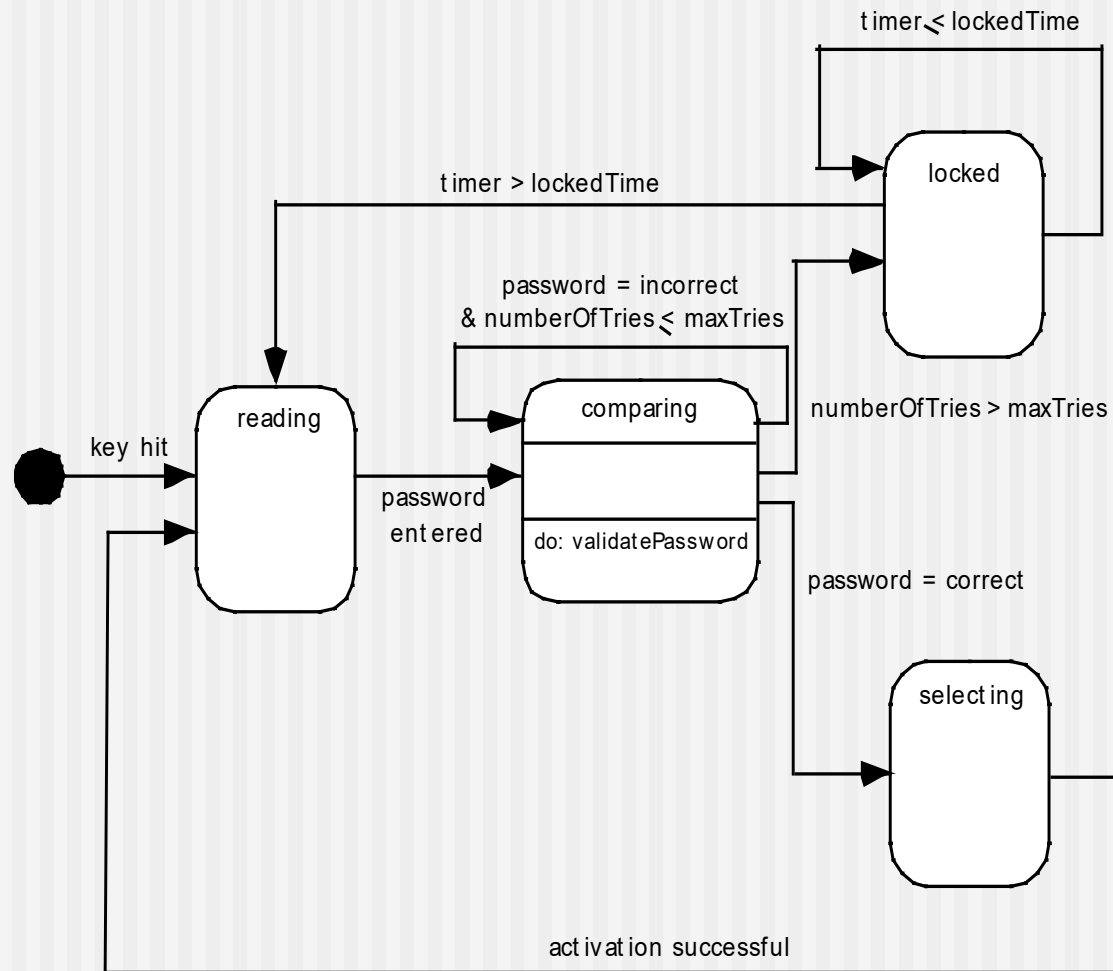 timer < lockedTime
locked
timer > lockedTime
password = incorrect
& numberOfTries < maxTries
comparing
numberOfTries > maxTries
reading
key hit
password
entered
do: validatePassword
password = correct
selecting
activation successful